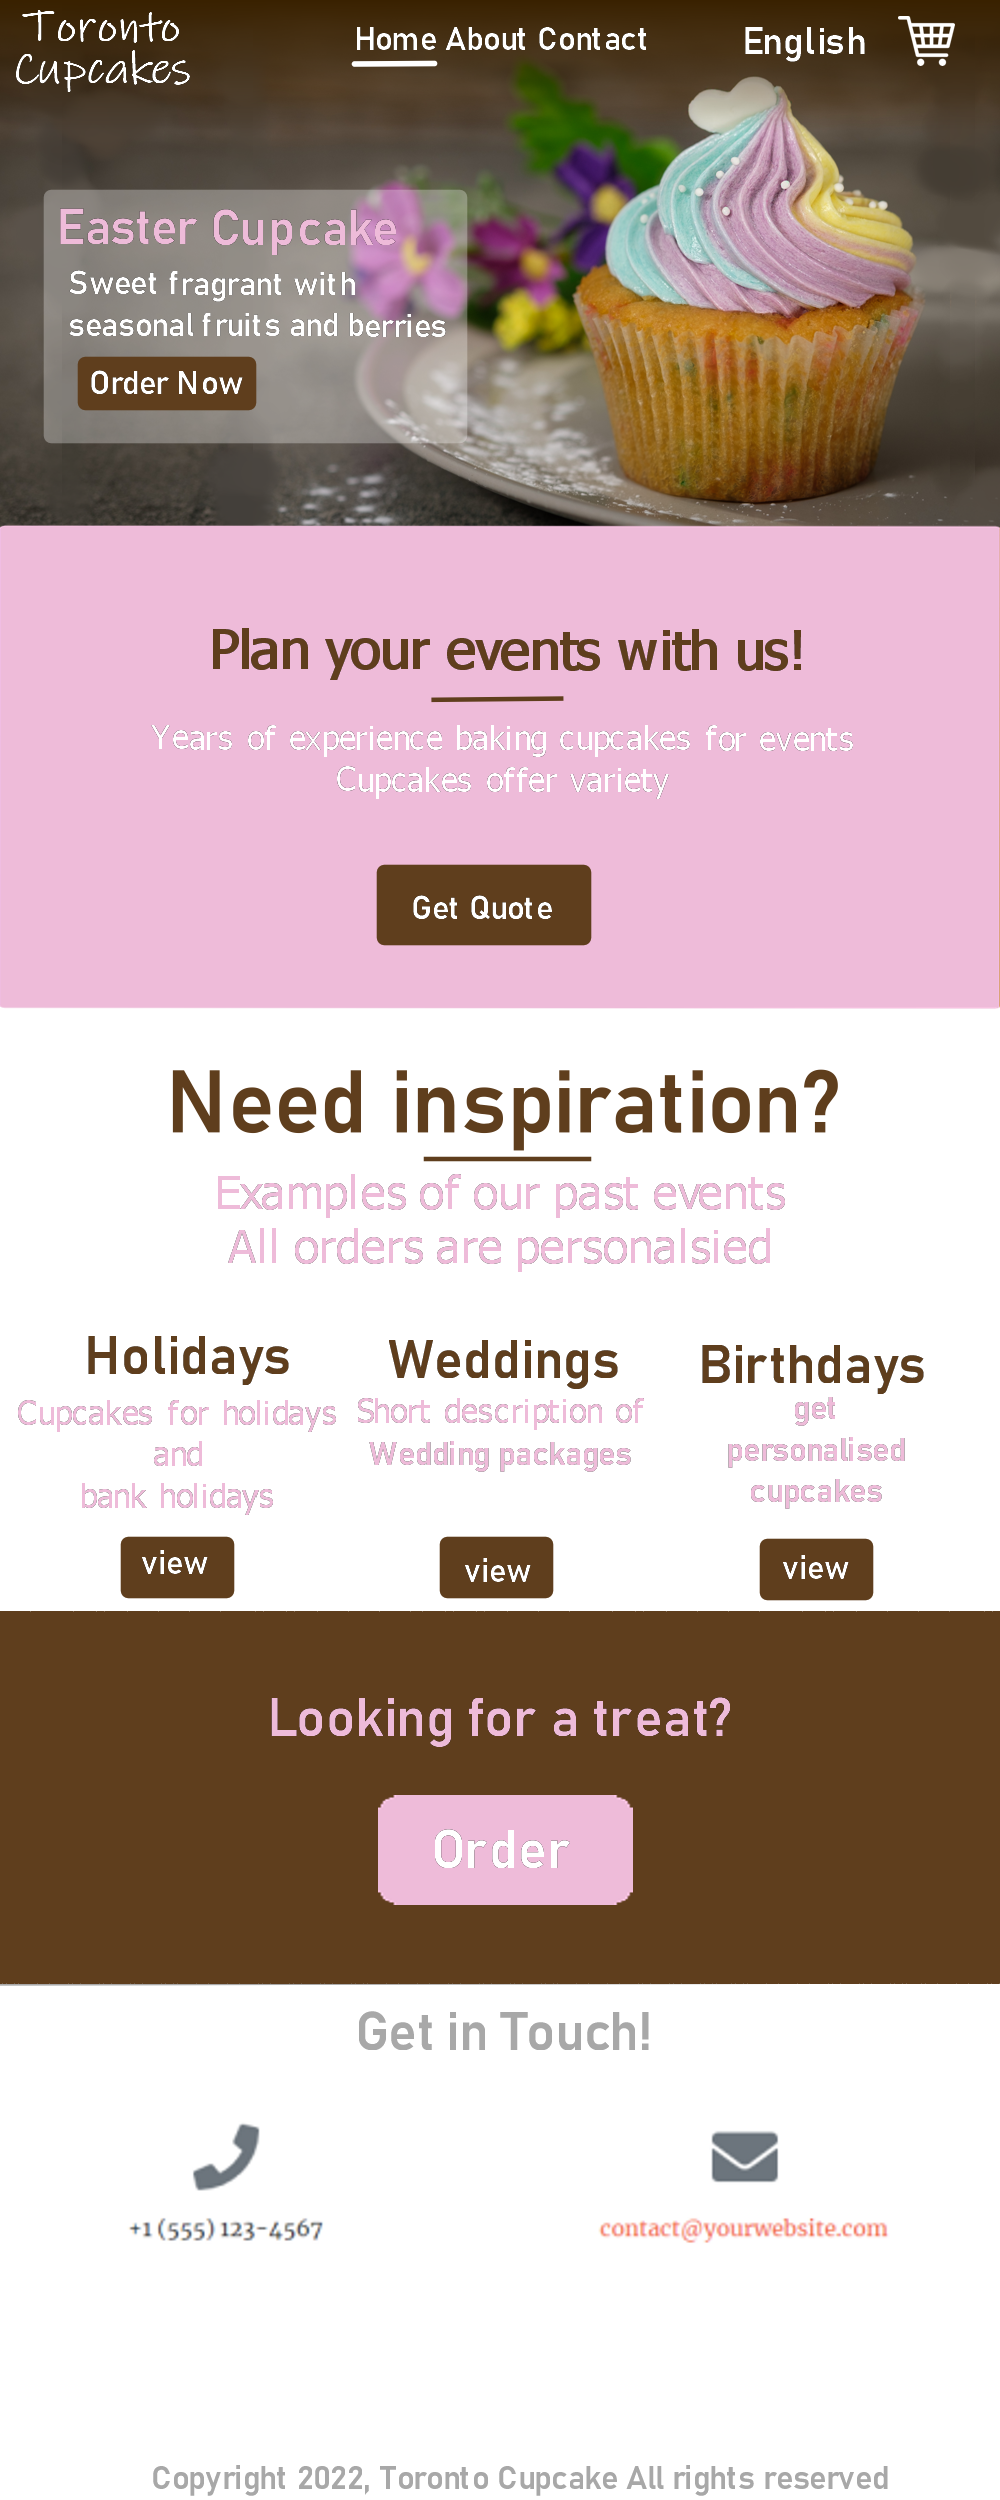 Toronto
Cupcakes
Home About Contact
English
Easter Cupcake
Sweet fragrant with
seasonal fruits and berries
Order Now
Plan your events with us!
Years of experience baking cupcakes for events
Cupcakes offer variety
Get Quote
Need inspiration?
Examples of our past events
All orders are personalsied
Holidays
Cupcakes for holidays
and
bank holidays
view
Weddings
Short description of
Wedding packages
view
Birthdays
get
personalised
cupcakes
view
Looking for a treat?
Order
Get in Touch!
+1 (555) 123-4567
contact@yourwebsite.com
Copyright 2022, Toronto Cupcake All rights reserved